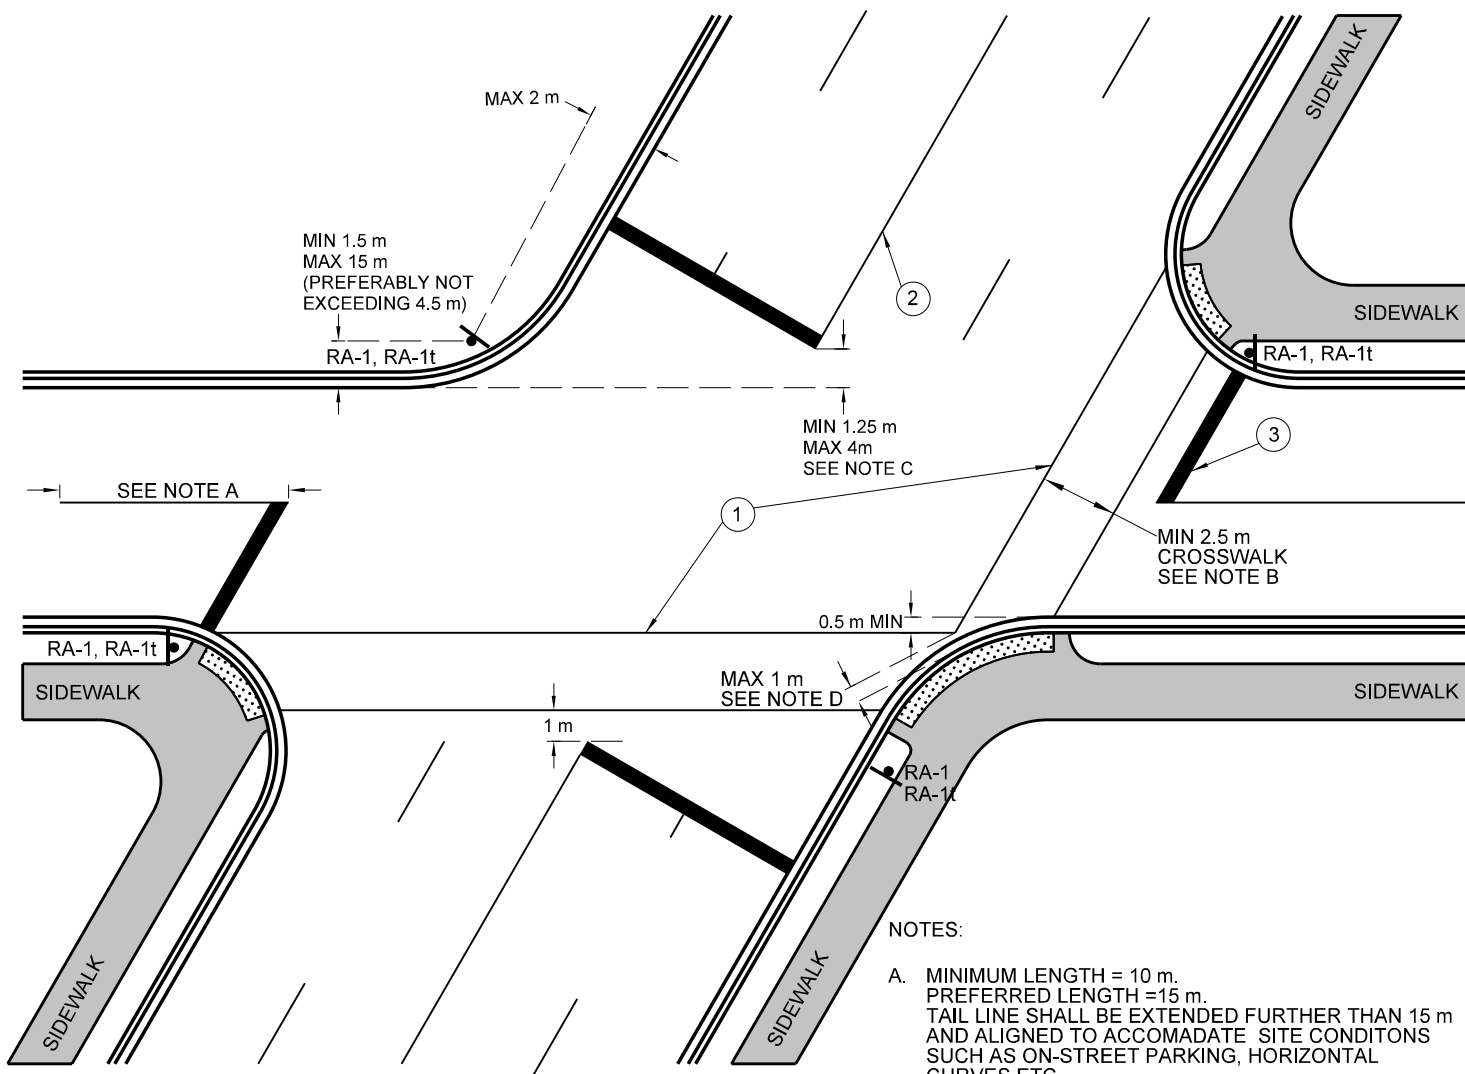 SIDEWALK
MAX 2 m
MIN 1.5 m
MAX 15 m
(PREFERABLY NOT
EXCEEDING 4.5 m)
RA-1, RA-1t
2
SIDEWALK
RA-1, RA-1t
MIN 1.25 m
MAX 4m
SEE NOTE C
3
SEE NOTE A
1
MIN 2.5 m
CROSSWALK
SEE NOTE B
0.5 m MIN
RA-1, RA-1t
SIDEWALK
MAX 1 m
SEE NOTE D
SIDEWALK
1 m
RA-1
RA-1t
SIDEWALK
SIDEWALK
NOTES:
A. MINIMUM LENGTH = 10 m.
PREFERRED LENGTH =15 m.
TAIL LINE SHALL BE EXTENDED FURTHER THAN 15 m
AND ALIGNED TO ACCOMADATE SITE CONDITONS
SUCH AS ON-STREET PARKING, HORIZONTAL
CURVES ETC